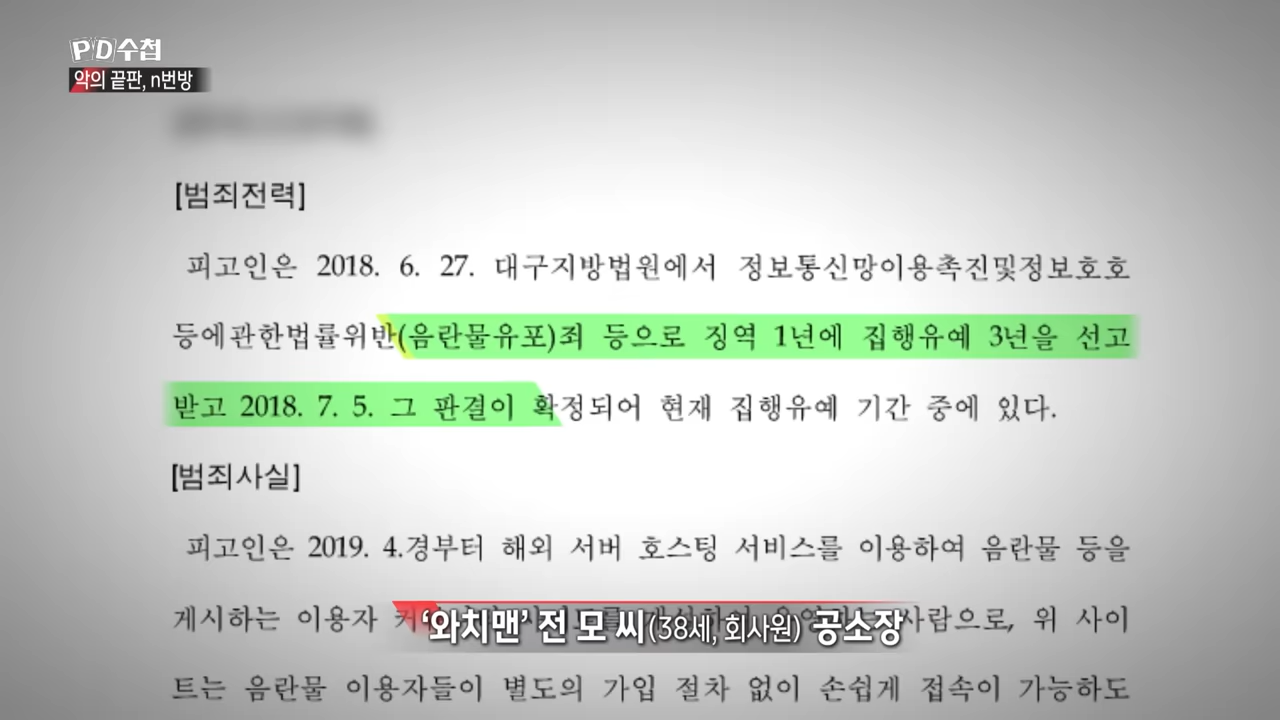 PD수첩
악의 끝판, n번방
[범죄전력]
피고인은 2018. 6. 27. 대구지방법원에서 정보통신망이용촉진및정보호호
등에관한법률위반(음란물유포)죄 등으로 징역 1년에 집행유예 3년을 선고
받고 2018. 7. 5. 그 판결이 확정되어 현재 집행유예 기간 중에 있다.
[범죄사실]
피고인은 2019. 4.경부터 해외 서버 호스팅 서비스를 이용하여 음란물 등을
게시하는 이용자 사람으로, 위 사이
'와치맨' 전 모 씨(38세, 회사원) 공소장
트는 음란물 이용자들이 별도의 가입 절차 없이 손쉽게 접속이 가능하도